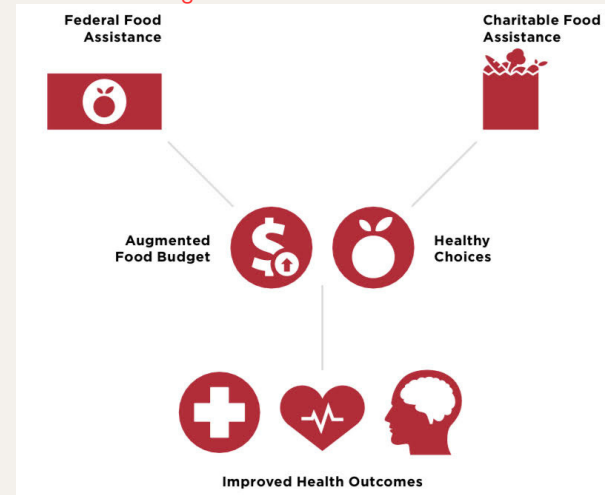 Federal Food
Assistance
Charitable Food
Assistance
Augmented
Food Budget
$
Healthy
Choices
Improved Health Outcomes